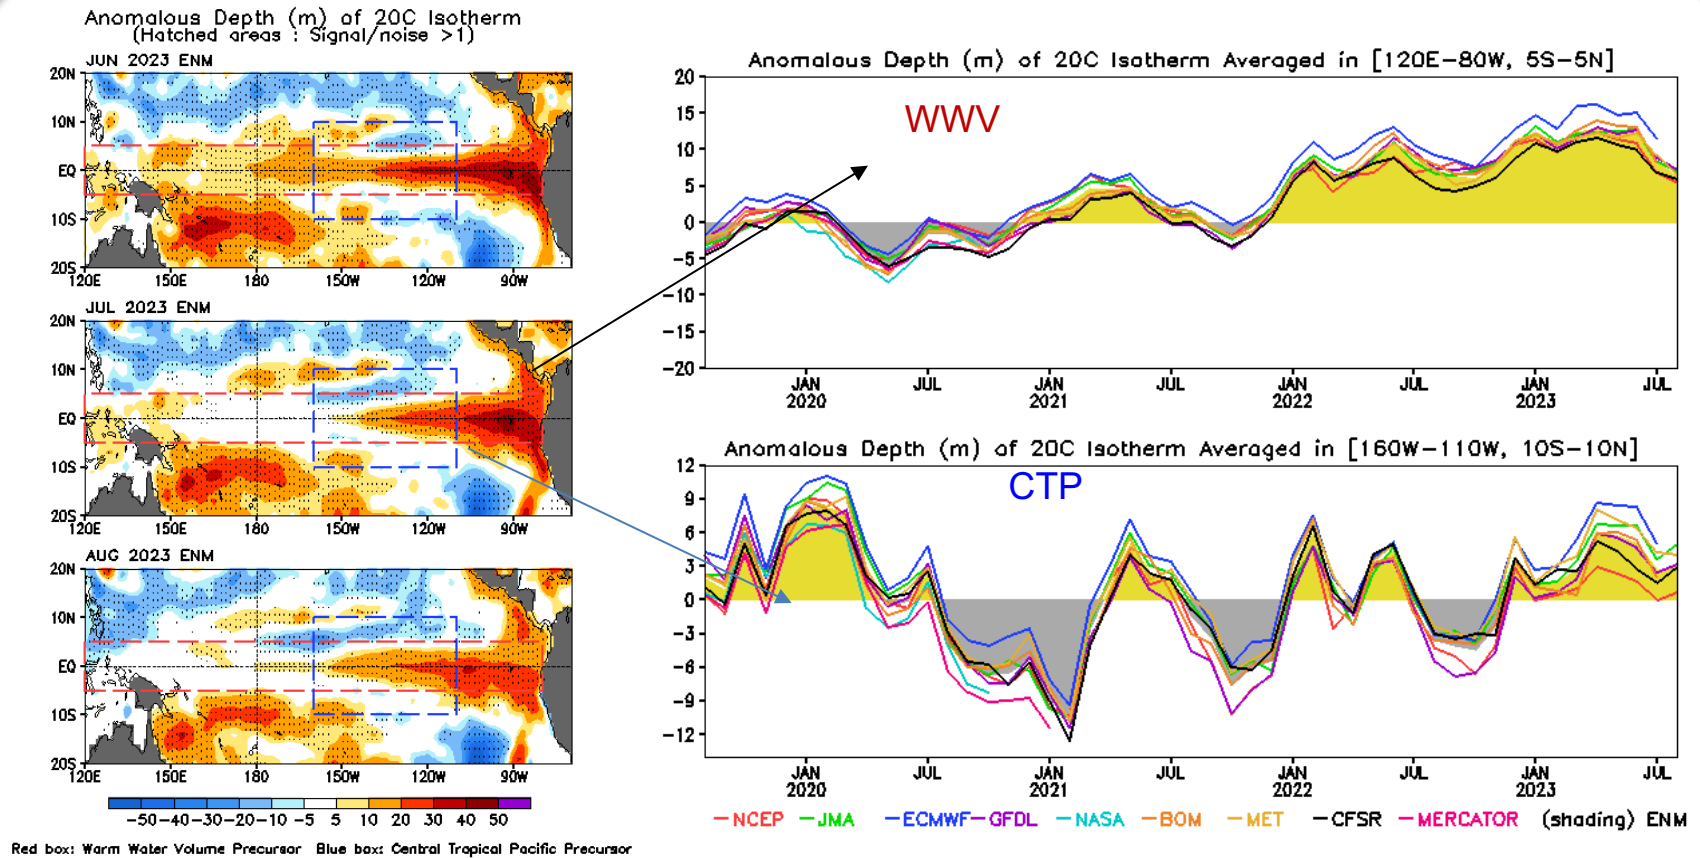 Anomalous Depth (m) of 20C Isotherm
(Hatched areas : Signal/noise >1)
JUN 2023 ENM
20N
10N
EQ
10S
20S
120E 150E 180 150W 120W 90W
JUL 2023 ENM
20N
10N
EQ
10S
20S
120E 150E 180 150W 120W 90W
AUG 2023 ENM
20N
10N
EQ
10S
20S
120E 150E 180 150W 120W 90W
-50 -40 -30 -20 -10 -5 5 10 20 30 40 50
Red box: Warm Water Volume Precursor Blue box: Central Tropical Pacific Precursor
Anomalous Depth (m) of 20C Isotherm Averaged in [120E-80W, 5S-5N]
WWV
20
15
10
5
0
-5
-10
-15
-20
JAN JUL JAN JUL JAN JUL JAN JUL
2020 2021 2022 2023
Anomalous Depth (m) of 20C Isotherm Averaged in [160W-110W, 10S-10N]
CTP
12
9
6
3
0
-3
-6
-9
-12
JAN JUL JAN JUL JAN JUL JAN JUL
2020 2021 2022 2023
NCEP JMA ECMWF GFDL NASA BOM MET CFSR MERCATOR (shading) ENM